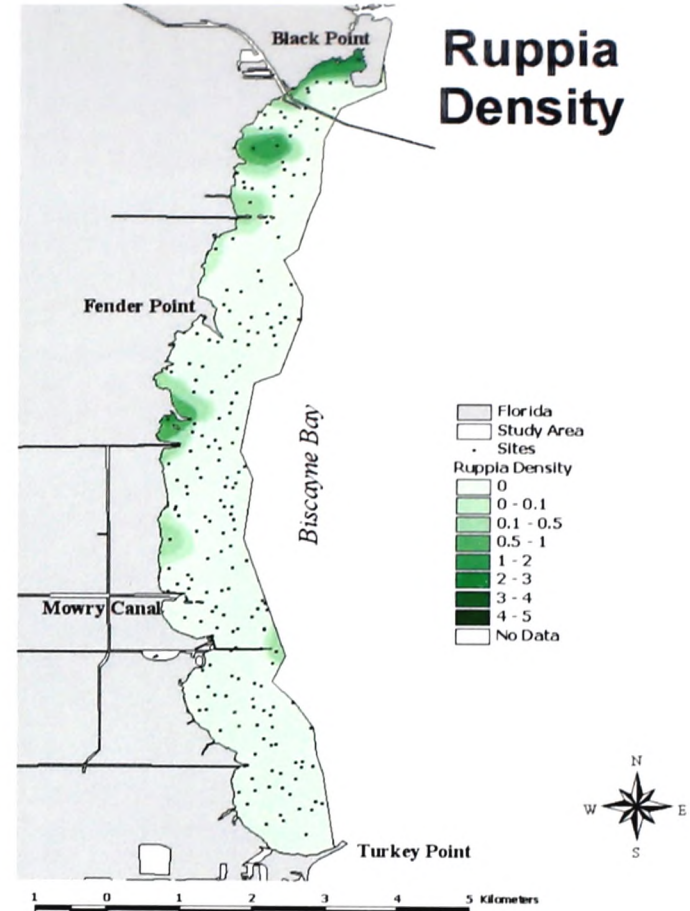 Ruppia
Density
Black Point
Fender Point
Biscayne Bay
Florida
Study Area
Sites
Ruppia Density
0
0 - 0.1
0.1 - 0.5
0.5 - 1
1 - 2
2 - 3
3 - 4
4 - 5
No Data
Mowry Canal
N
W E
S
Turkey Point
1 0 1 2 3 4 5 Kilometers